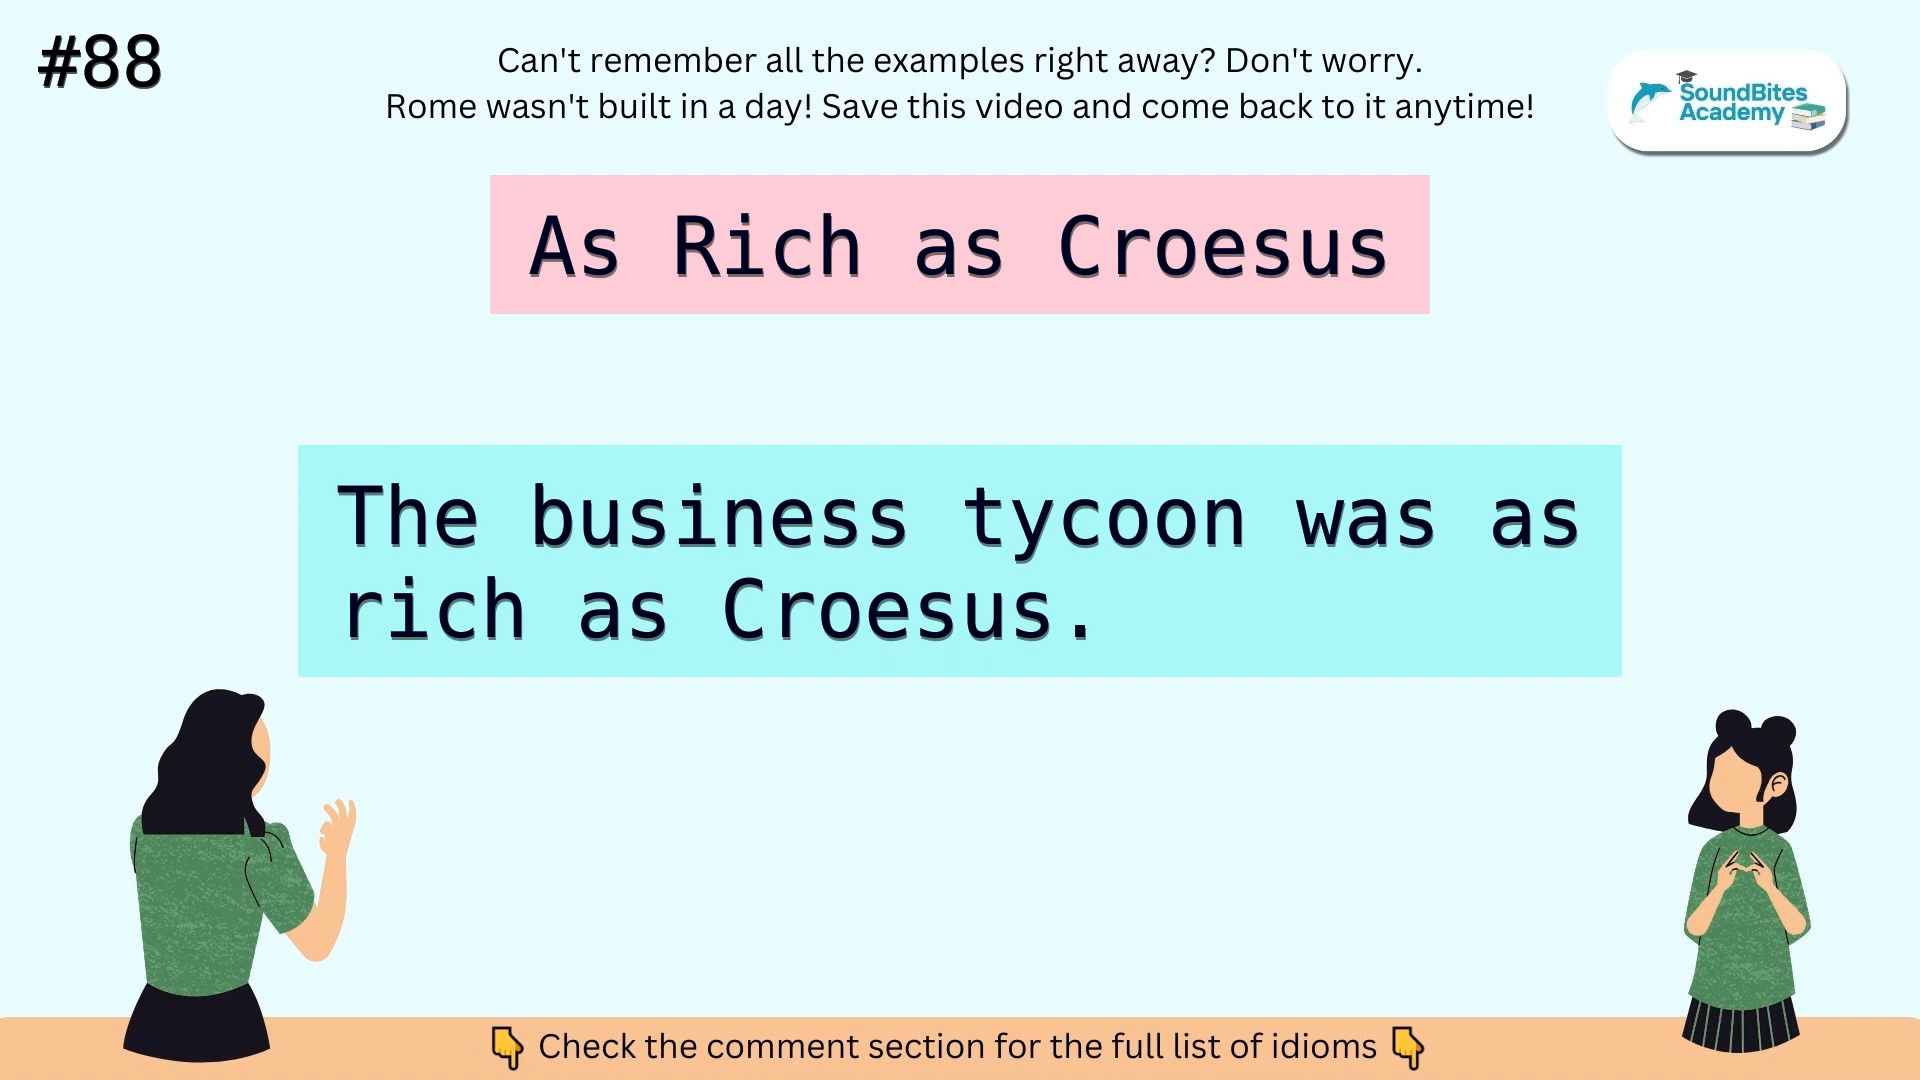 #88
Can't remember all the examples right away? Don't worry.
Rome wasn't built in a day! Save this video and come back to it anytime!
SoundBites
Academy
As Rich as Croesus
The business tycoon was as
rich as Croesus.
👇 Check the comment section for the full list of idioms 👇